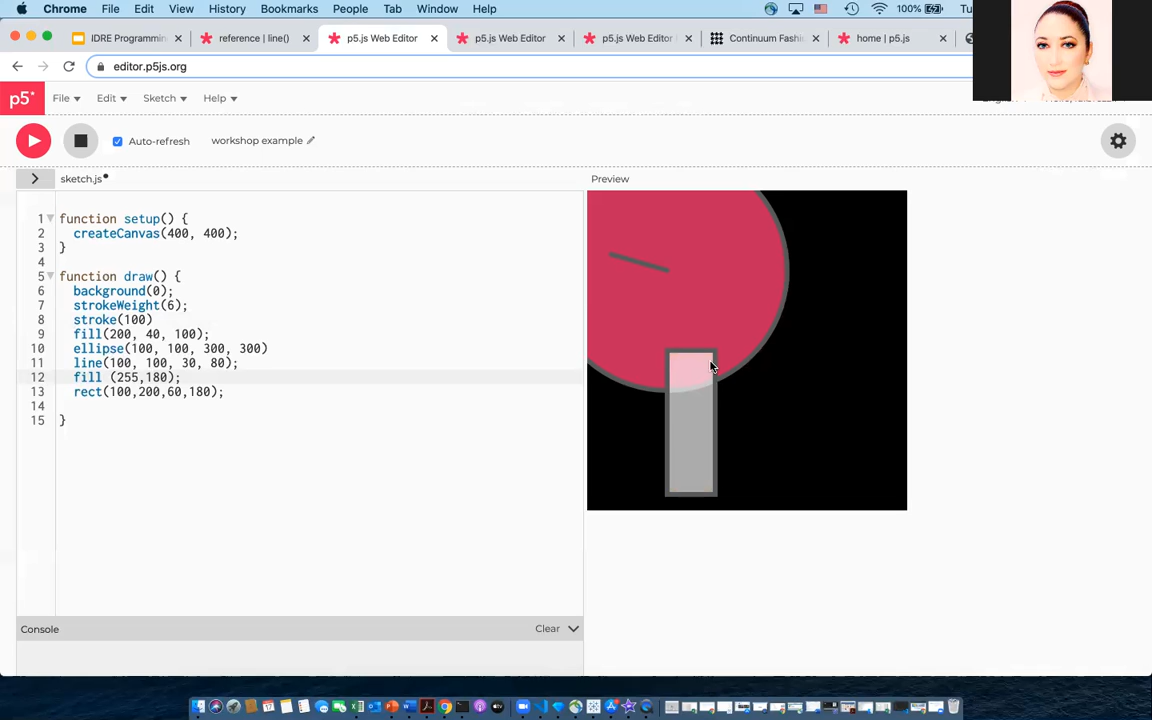 Chrome File Edit View History Bookmarks People Tab Window Help 100% Tu
IDRE Programmin reference | line() p5.js Web Editor p5.js Web Editor p5.js Web Editor Continuum Fashi home | p5.js
editor.p5js.org
p5* File Edit Sketch Help
Auto-refresh workshop example
sketch.js Preview
1 function setup() {
2 createCanvas(400, 400);
3 }
4
5 function draw() {
6 background(0);
7 strokeWeight(6);
8 stroke(100)
9 fill(200, 40, 100);
10 ellipse(100, 100, 300, 300)
11 line(100, 100, 30, 80);
12 fill (255,180);
13 rect(100,200,60,180);
14
15 }
Console Clear